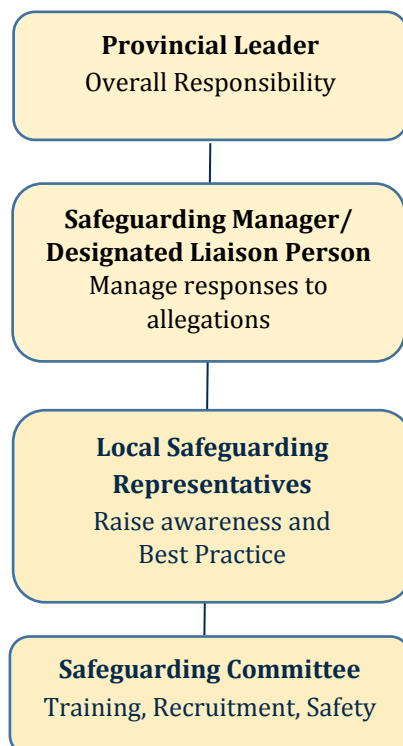 Provincial Leader
Overall Responsibility
Safeguarding Manager/
Designated Liaison Person
Manage responses to
allegations
Local Safeguarding
Representatives
Raise awareness and
Best Practice
Safeguarding Committee
Training, Recruitment, Safety